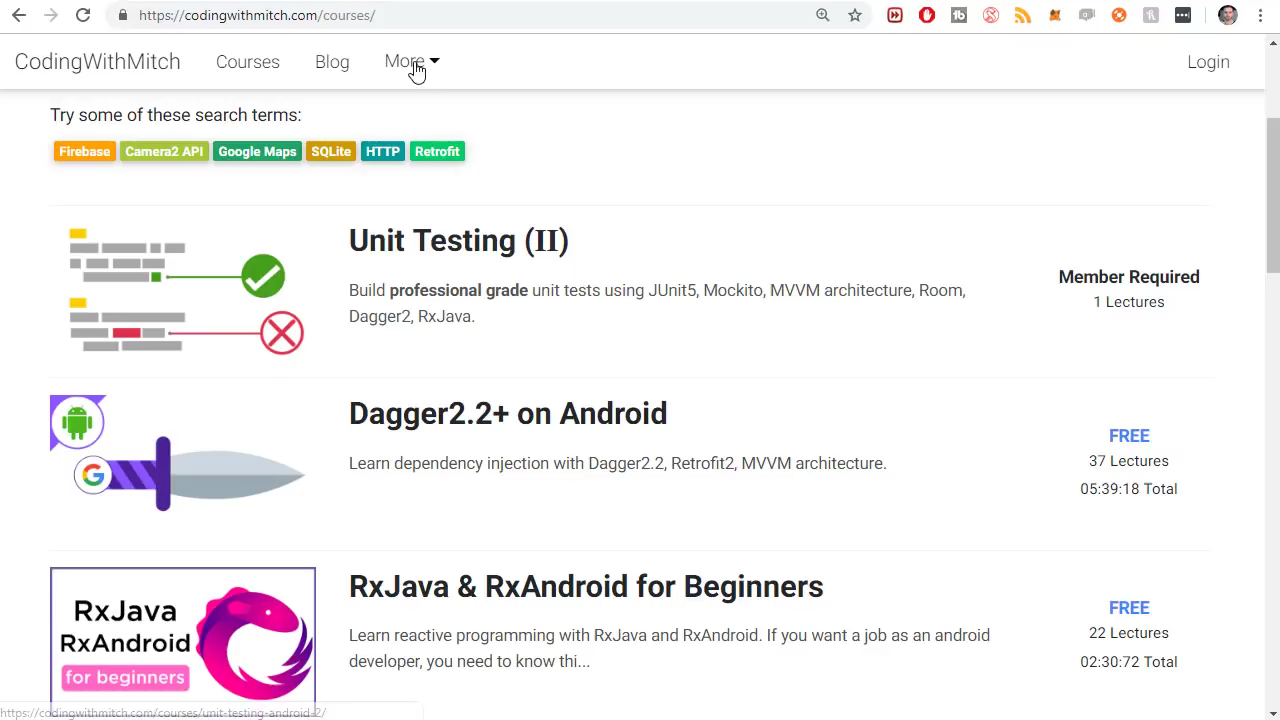 https://codingwithmitch.com/courses/
CodingWithMitch
Courses
Blog
More
Login
Try some of these search terms:
Firebase
Camera2 API
Google Maps
SQLite
HTTP
Retrofit
Unit Testing (II)
Build professional grade unit tests using JUnit5, Mockito, MVVM architecture, Room,
Dagger2, RxJava.
Member Required
1 Lectures
Dagger2.2+ on Android
Learn dependency injection with Dagger2.2, Retrofit2, MVVM architecture.
FREE
37 Lectures
05:39:18 Total
RxJava
RxAndroid
for beginners
RxJava & RxAndroid for Beginners
Learn reactive programming with RxJava and RxAndroid. If you want a job as an android
developer, you need to know thi...
FREE
22 Lectures
02:30:72 Total
https://codingwithmitch.com/courses/unit-testing-android-2/